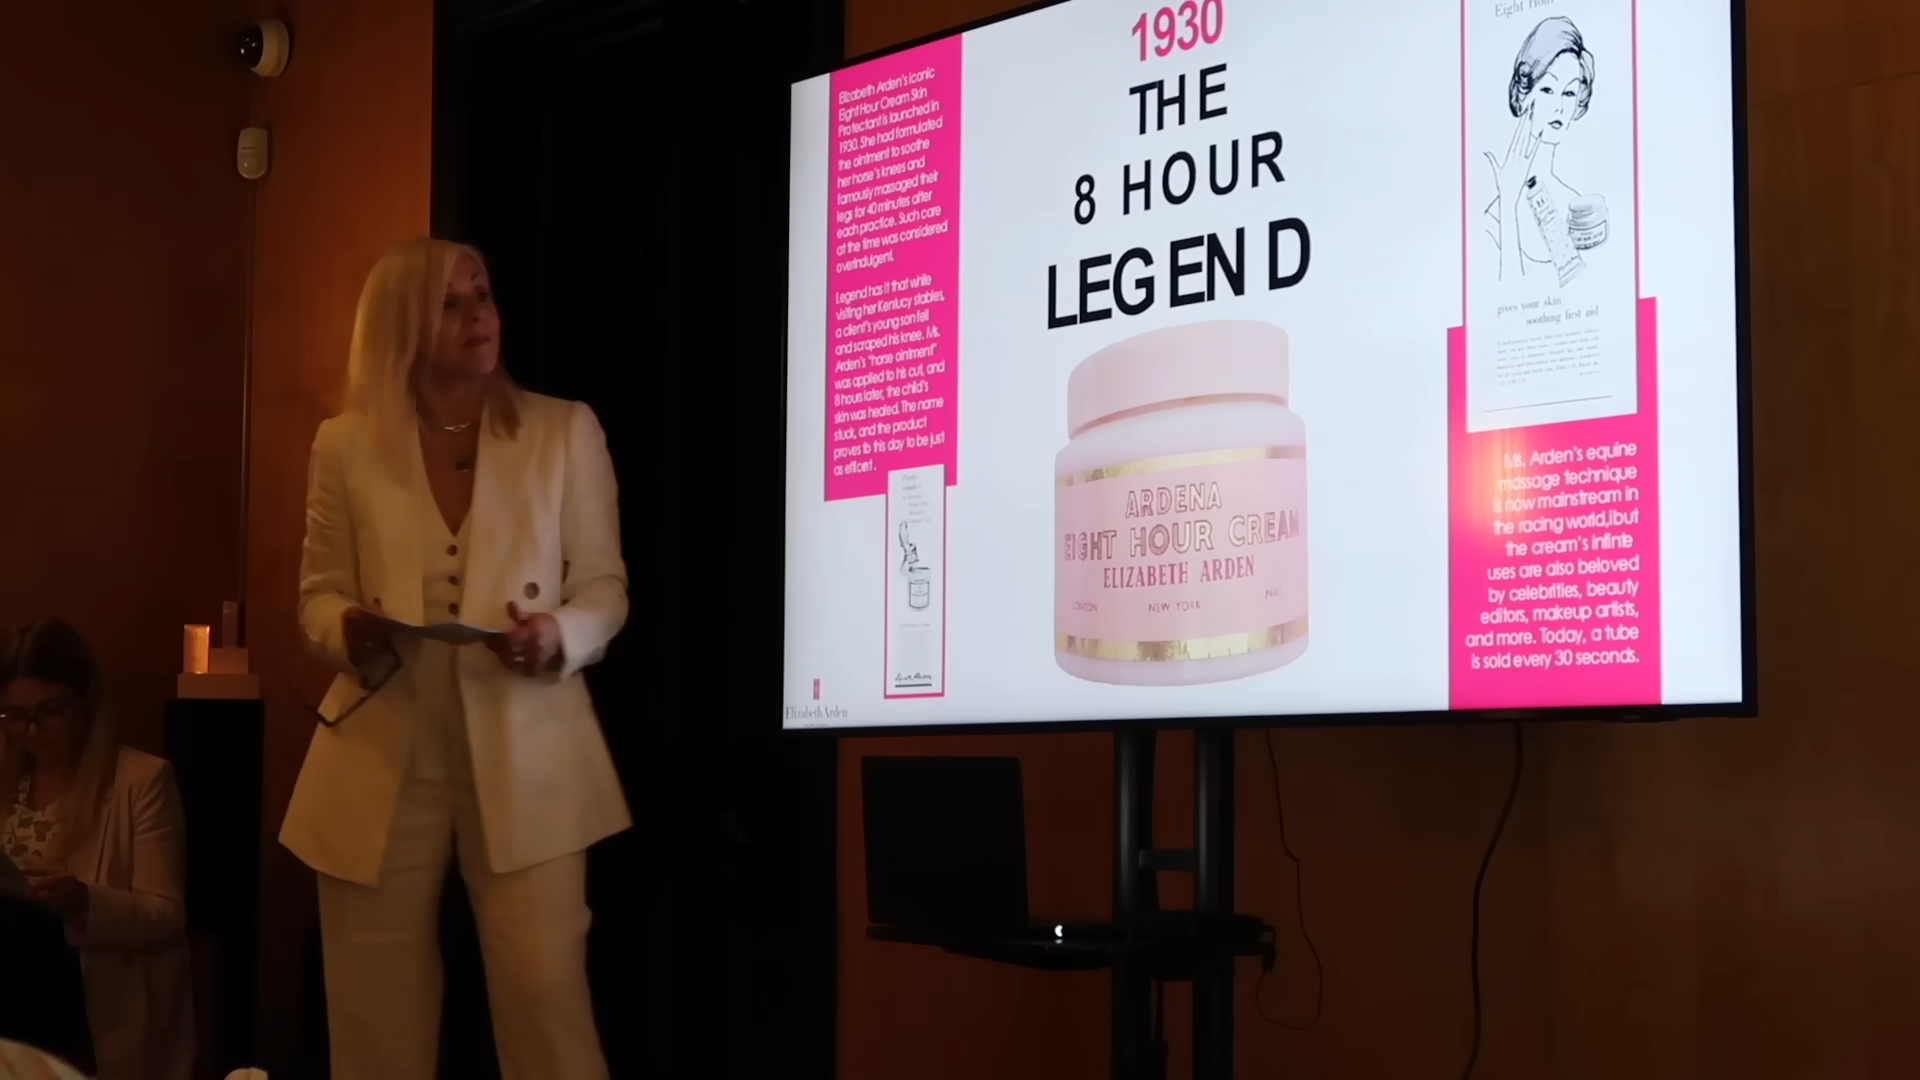 Elizabeth Arden's iconic
Eight Hour Cream Skin
Protectant is launched in
1930. She had formulated
the ointment to soothe
her horse's knees and
famously massaged their
legs for 40 minutes after
each practice. Such care
at the time was considered
overindulgent.
Legend has it that while
visiting her Kentucy stables,
a client's young son fell
and scraped his knee. Ms.
Arden's "horse ointment"
was applied to his cut, and
8 hours later, the child's
skin was healed. The name
stuck, and the product
proves to this day to be just
as efficient.
Elizabeth Arden
1930
THE
8 HOUR
LEGEND
ARDENA
EIGHT HOUR CREAM
ELIZABETH ARDEN
LONDON NEW YORK PARIS
Eight Hour
gives your skin
soothing first aid
Ms. Arden's equine
massage technique
is now mainstream in
the racing world,ibut
the cream's infinite
uses are also beloved
by celebrities, beauty
editors, makeup artists,
and more. Today, a tube
is sold every 30 seconds.